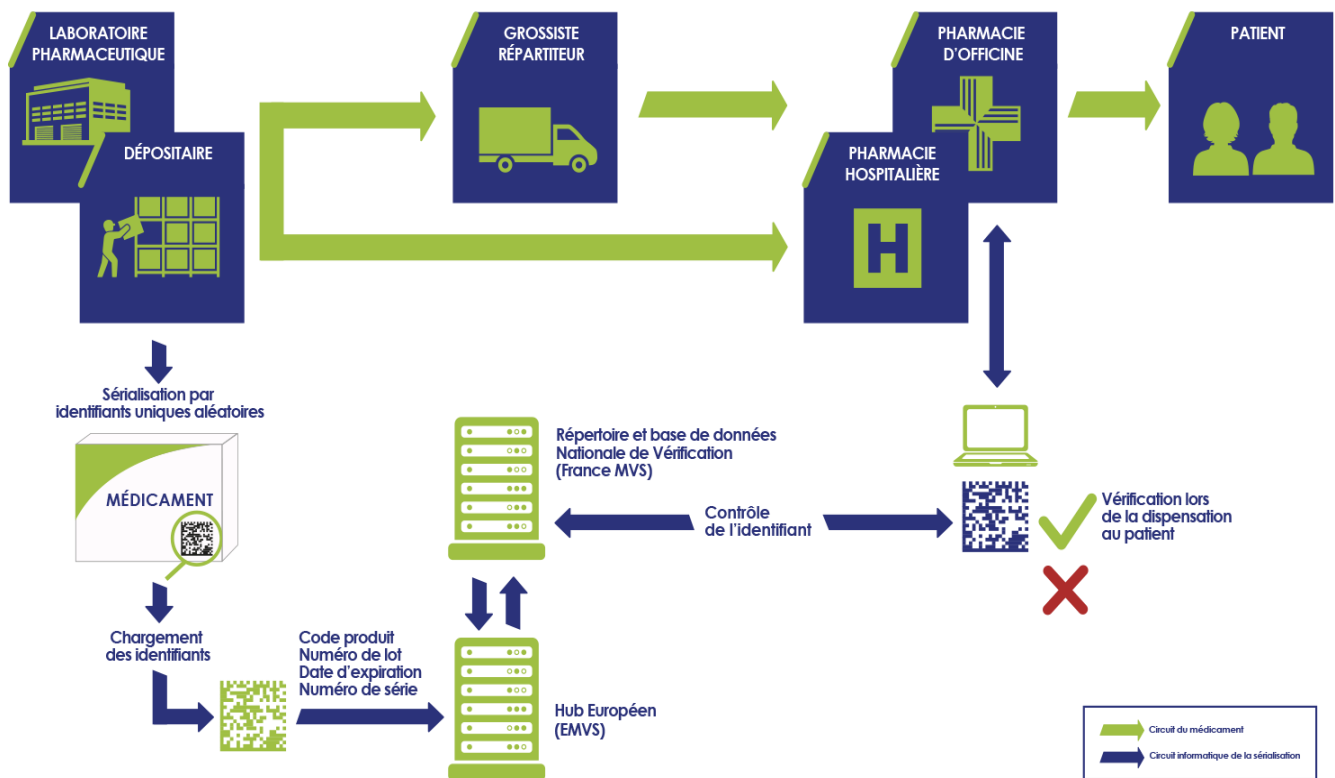 LABORATOIRE
PHARMACEUTIQUE
DÉPOSITAIRE
GROSSISTE
RÉPARTITEUR
PHARMACIE
D'OFFICINE
PHARMACIE
HOSPITALIÈRE
H
PATIENT
Sérialisation par
identifiants uniques aléatoires
MÉDICAMENT
Chargement
des identifiants
Code produit
Numéro de lot
Date d'expiration
Numéro de série
Répertoire et base de données
Nationale de Vérification
(France MVS)
Hub Européen
(EMVS)
Contrôle
de l'identifiant
Vérification lors
de la dispensation
au patient
Circuit du médicament
Circuit informatique de la sérialisation